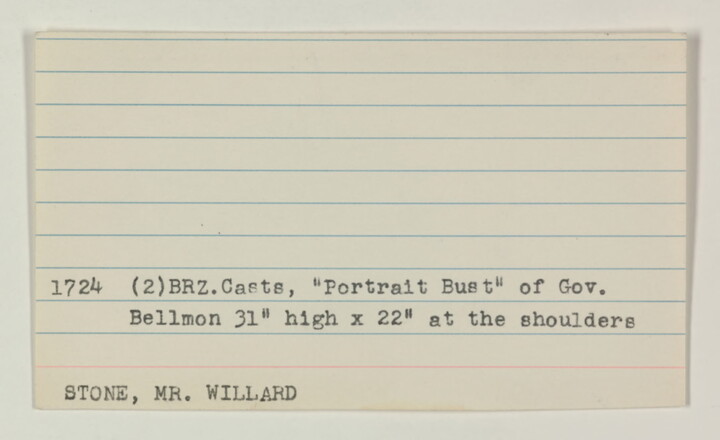 1724 (2)BRZ.Casts, "Portrait Bust" of Gov.
Bellmon 31" high x 22" at the shoulders
STONE, MR. WILLARD